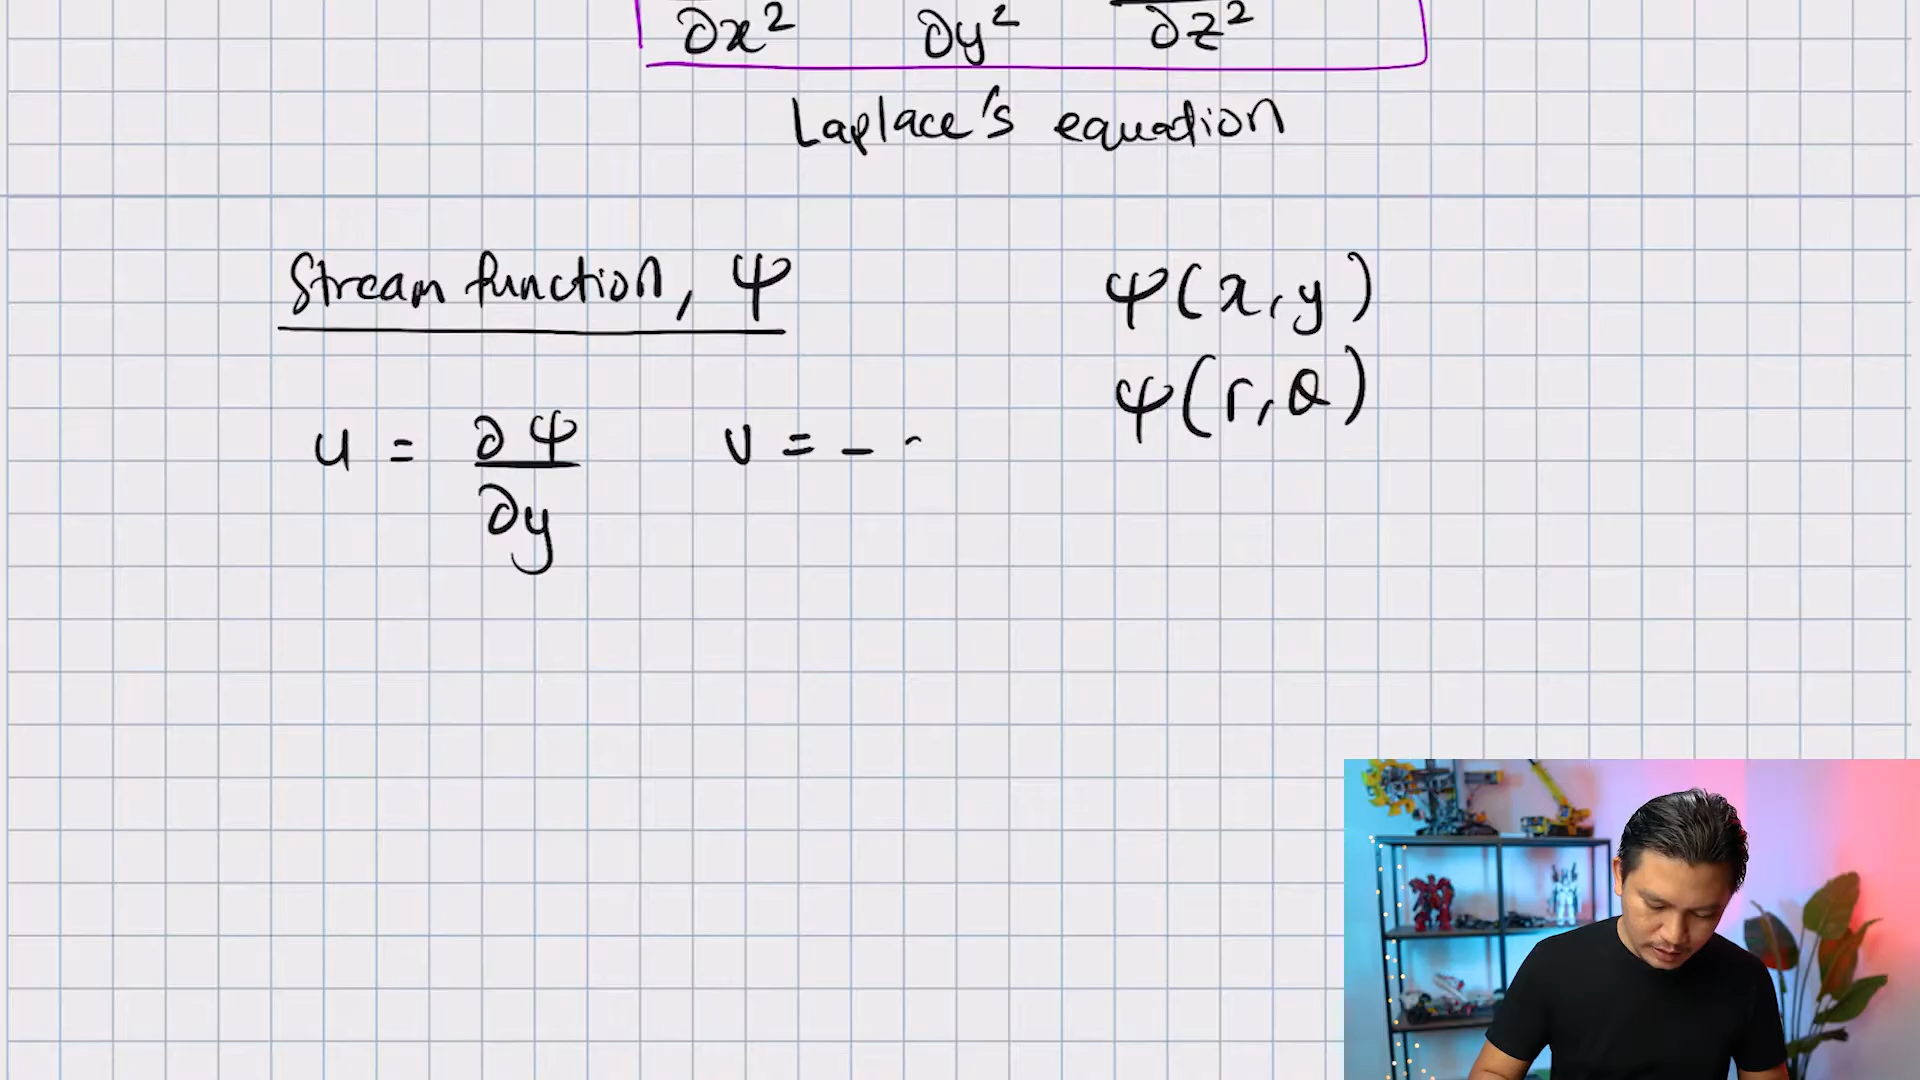 ∂x² ∂y² ∂z²
Laplace's equation
Stream function, ψ
ψ(x,y)
ψ(r,θ)
u = ∂ψ/∂y v = -